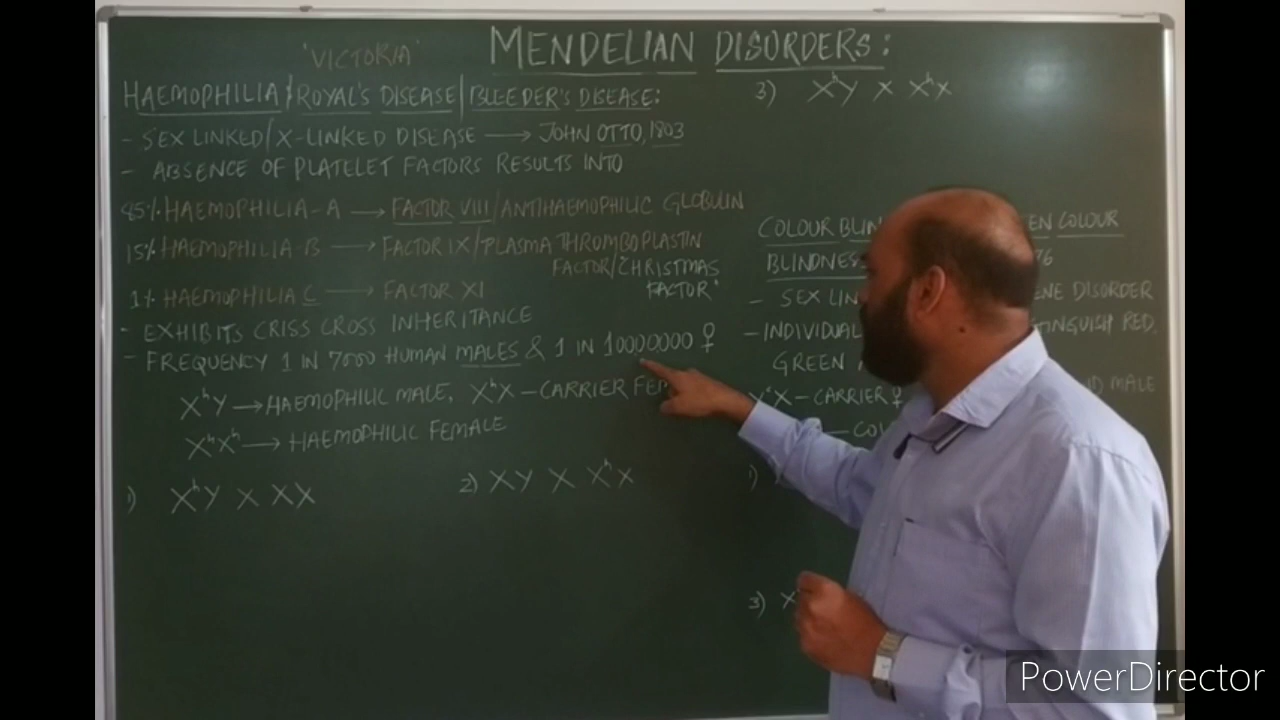 'VICTORIA'
MENDELIAN DISORDERS:
HAEMOPHILIA / ROYAL'S DISEASE / BLEEDER'S DISEASE:
- SEX LINKED/X-LINKED DISEASE → JOHN OTTO, 1803
- ABSENCE OF PLATELET FACTORS RESULTS INTO
85% HAEMOPHILIA-A → FACTOR VIII/ANTIHAEMOPHILIC GLOBULIN
15% HAEMOPHILIA-B → FACTOR IX/PLASMA THROMBOPLASTIN
FACTOR/'CHRISTMAS
FACTOR'
1% HAEMOPHILIA C → FACTOR XI
- EXHIBITS CRISS CROSS INHERITANCE
- FREQUENCY 1 IN 7000 HUMAN MALES & 1 IN 10000000 ♀
XʰY → HAEMOPHILIC MALE, XʰX - CARRIER FEM
XʰXʰ → HAEMOPHILIC FEMALE
1) XʰY x XX
2) XY X XʰX
3) XʰY X XʰX
COLOUR BLIN EN COLOUR
BLINDNES 76
- SEX LIN ENE DISORDER
- INDIVIDUAL TINGUISH RED,
GREEN
XᶜX - CARRIER ♀ MALE
— COL
1)
3) X
PowerDirector